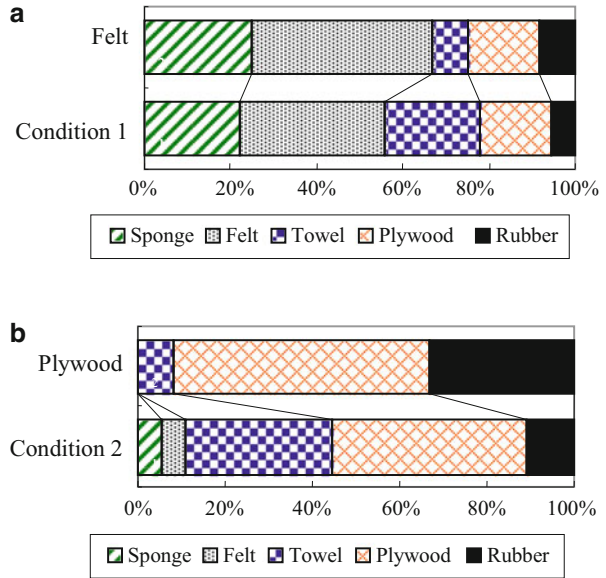 a
Felt
Condition 1
0% 20% 40% 60% 80% 100%
Sponge Felt Towel Plywood Rubber
b
Plywood
Condition 2
0% 20% 40% 60% 80% 100%
Sponge Felt Towel Plywood Rubber